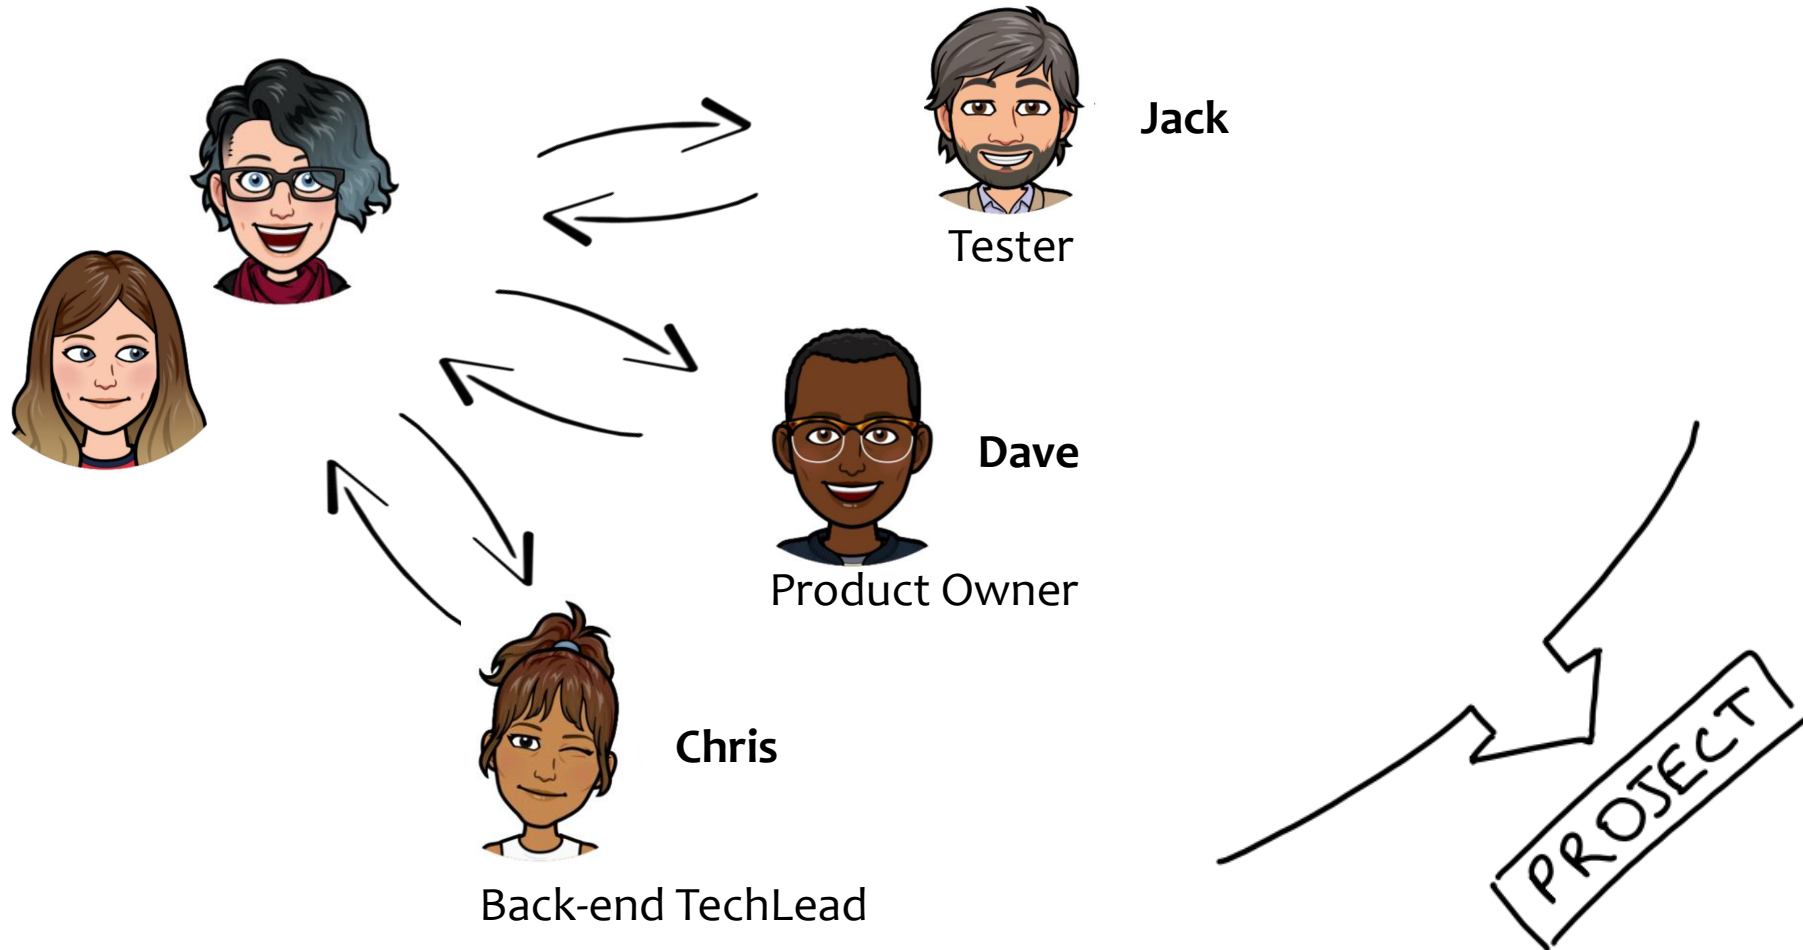 Jack
Tester
Dave
Product Owner
Chris
Back-end TechLead
PROJECT